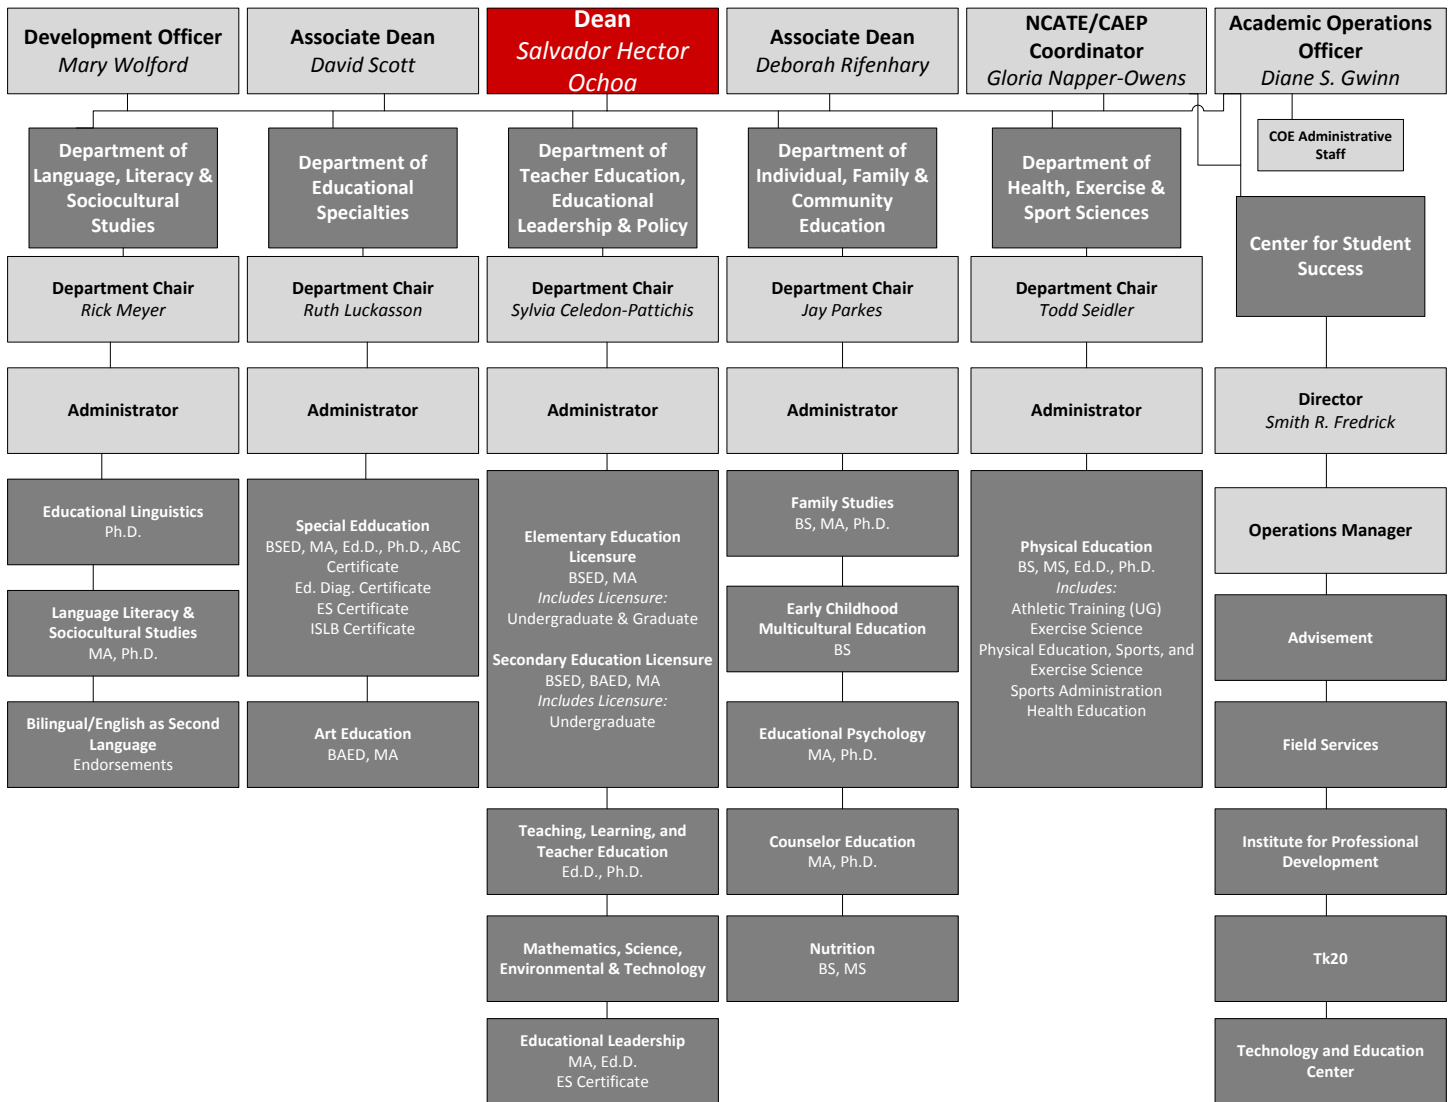 Development Officer
Mary Wolford
Associate Dean
David Scott
Dean
Salvador Hector
Ochoa
Associate Dean
Deborah Rifenhary
NCATE/CAEP
Coordinator
Gloria Napper-Owens
Academic Operations
Officer
Diane S. Gwinn
COE Administrative
Staff
Department of
Language, Literacy &
Sociocultural
Studies
Department of
Educational
Specialties
Department of
Teacher Education,
Educational
Leadership & Policy
Department of
Individual, Family &
Community
Education
Department of
Health, Exercise &
Sport Sciences
Center for Student
Success
Department Chair
Rick Meyer
Department Chair
Ruth Luckasson
Department Chair
Sylvia Celedon-Pattichis
Department Chair
Jay Parkes
Department Chair
Todd Seidler
Administrator
Administrator
Administrator
Administrator
Administrator
Director
Smith R. Fredrick
Educational Linguistics
Ph.D.
Language Literacy &
Sociocultural Studies
MA, Ph.D.
Bilingual/English as Second
Language
Endorsements
Special Edducation
BSED, MA, Ed.D., Ph.D., ABC
Certificate
Ed. Diag. Certificate
ES Certificate
ISLB Certificate
Art Education
BAED, MA
Elementary Education
Licensure
BSED, MA
Includes Licensure:
Undergraduate & Graduate
Secondary Education Licensure
BSED, BAED, MA
Includes Licensure:
Undergraduate
Teaching, Learning, and
Teacher Education
Ed.D., Ph.D.
Mathematics, Science,
Environmental & Technology
Educational Leadership
MA, Ed.D.
ES Certificate
Family Studies
BS, MA, Ph.D.
Early Childhood
Multicultural Education
BS
Educational Psychology
MA, Ph.D.
Counselor Education
MA, Ph.D.
Nutrition
BS, MS
Physical Education
BS, MS, Ed.D., Ph.D.
Includes:
Athletic Training (UG)
Exercise Science
Physical Education, Sports, and
Exercise Science
Sports Administration
Health Education
Operations Manager
Advisement
Field Services
Institute for Professional
Development
Tk20
Technology and Education
Center